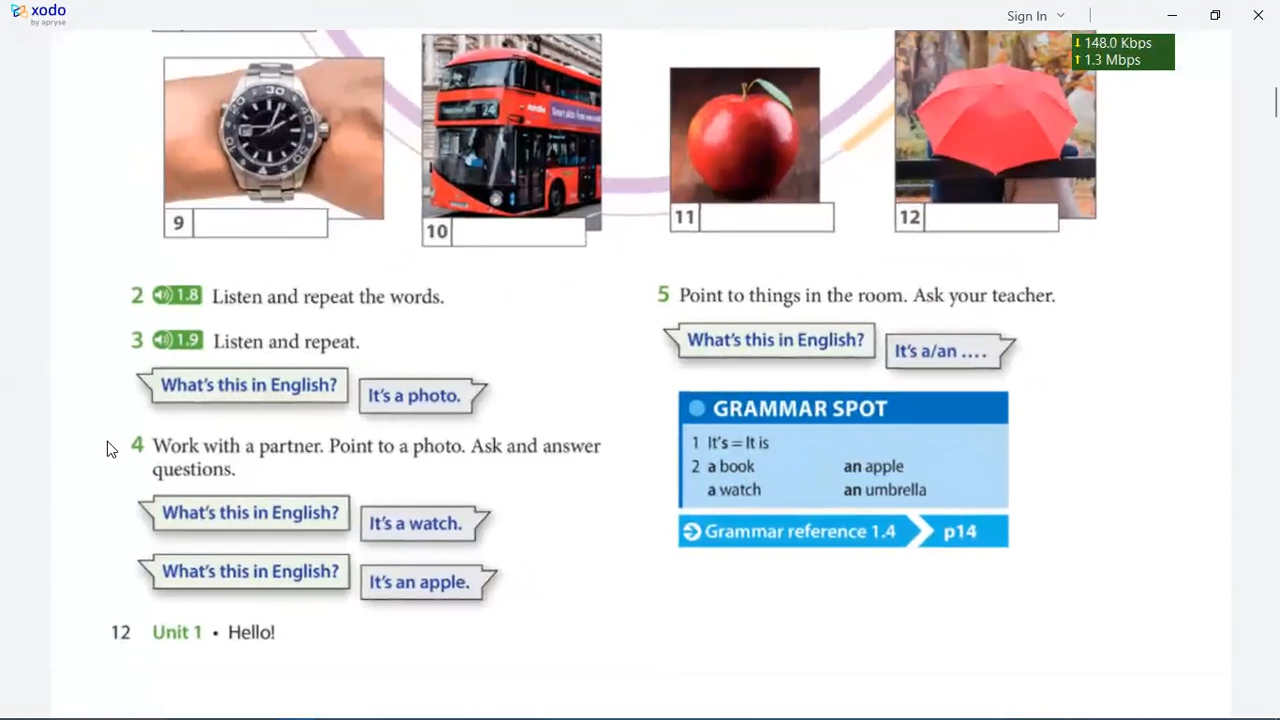 xodo
by apryse
Sign In
148.0 Kbps
1.3 Mbps
24
9
10
11
12
2 1.8 Listen and repeat the words.
3 1.9 Listen and repeat.
What's this in English?
It's a photo.
4 Work with a partner. Point to a photo. Ask and answer
questions.
What's this in English?
It's a watch.
What's this in English?
It's an apple.
5 Point to things in the room. Ask your teacher.
What's this in English?
It's a/an ....
GRAMMAR SPOT
1 It's = It is
2 a book an apple
a watch an umbrella
Grammar reference 1.4 p14
12 Unit 1 • Hello!